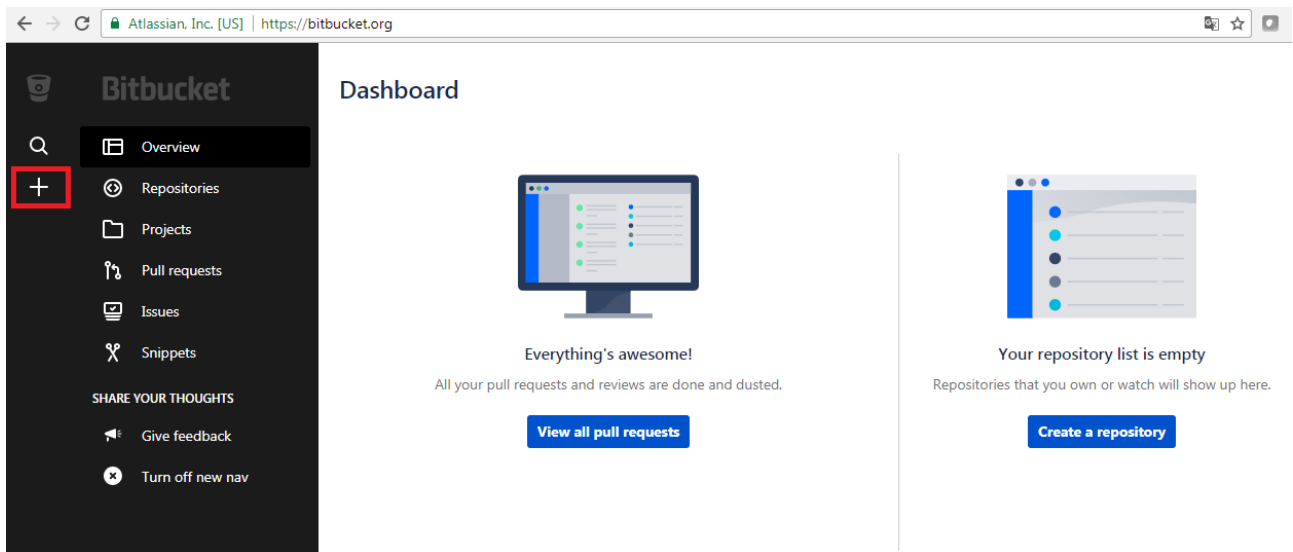 Atlassian, Inc. [US] | https://bitbucket.org
Bitbucket
Overview
Repositories
Projects
Pull requests
Issues
Snippets
SHARE YOUR THOUGHTS
Give feedback
Turn off new nav
Dashboard
Everything's awesome!
All your pull requests and reviews are done and dusted.
View all pull requests
Your repository list is empty
Repositories that you own or watch will show up here.
Create a repository